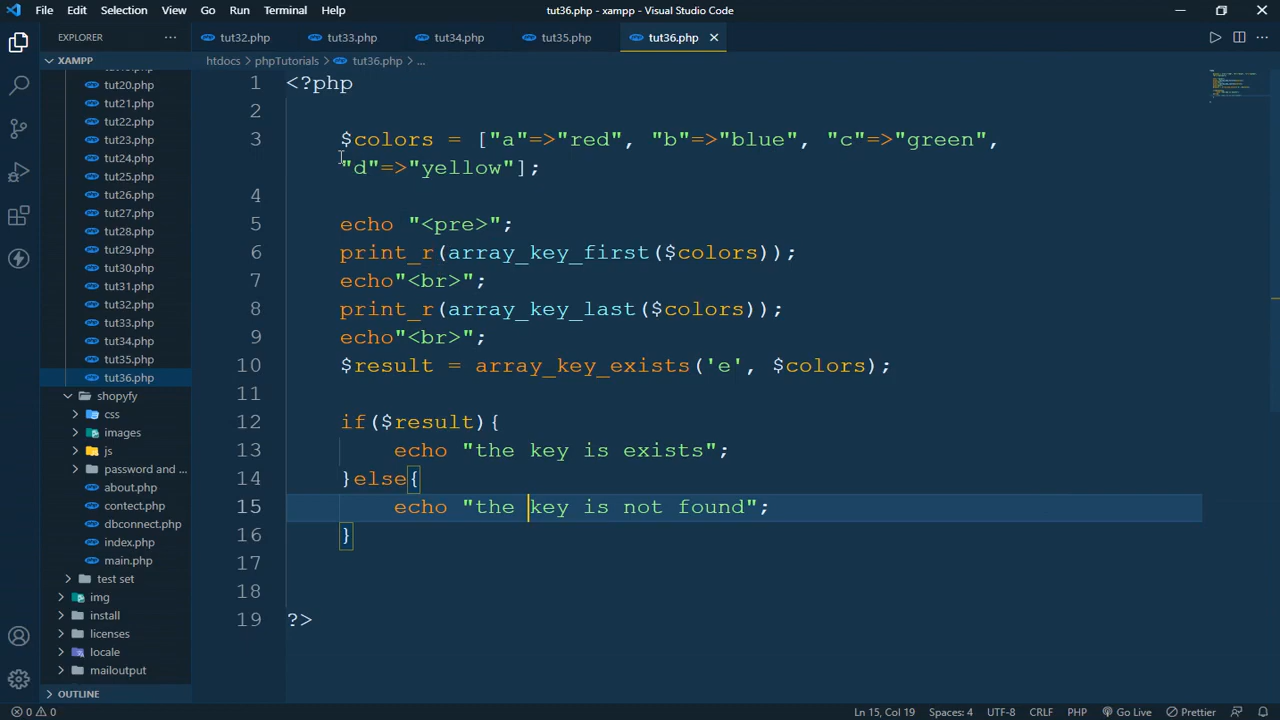 File Edit Selection View Go Run Terminal Help
tut36.php - xampp - Visual Studio Code
EXPLORER
tut32.php tut33.php tut34.php tut35.php tut36.php
XAMPP
htdocs > phpTutorials > tut36.php > ...
tut20.php
tut21.php
tut22.php
tut23.php
tut24.php
tut25.php
tut26.php
tut27.php
tut28.php
tut29.php
tut30.php
tut31.php
tut32.php
tut33.php
tut34.php
tut35.php
tut36.php
shopyfy
css
images
js
password and ...
about.php
contect.php
dbconnect.php
index.php
main.php
test set
img
install
licenses
locale
mailoutput
OUTLINE
1 <?php
2
3 $colors = ["a"=>"red", "b"=>"blue", "c"=>"green",
"d"=>"yellow"];
4
5 echo "<pre>";
6 print_r(array_key_first($colors));
7 echo"<br>";
8 print_r(array_key_last($colors));
9 echo"<br>";
10 $result = array_key_exists('e', $colors);
11
12 if($result){
13 echo "the key is exists";
14 }else{
15 echo "the key is not found";
16 }
17
18
19 ?>
0 0
Ln 15, Col 19 Spaces: 4 UTF-8 CRLF PHP Go Live Prettier